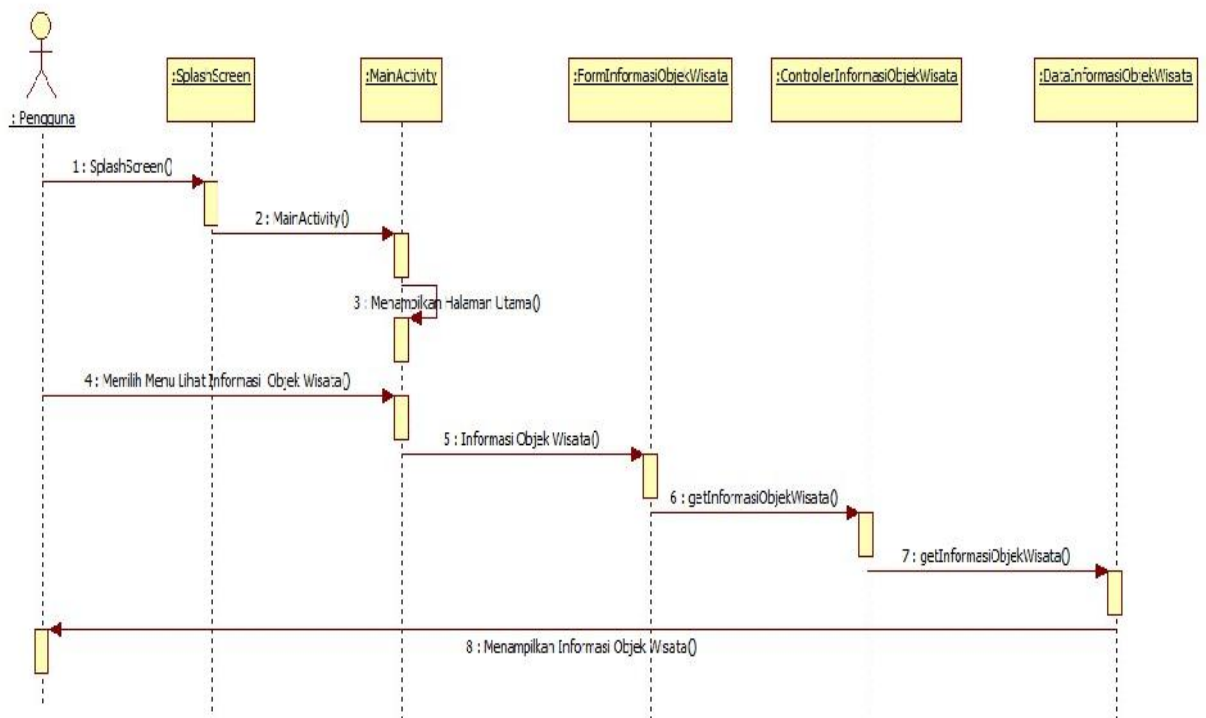 : Pengguna
:SplashScreen
:MainActivity
:FormInformasiObjekWisata
:ControlerInformasiObjekWisata
:DataInformasiObjekWisata
1 : SplashScreen()
2 : MainActivity()
3 : Menampilkan Halaman Utama()
4 : Memilih Menu Lihat Informasi Objek Wisata()
5 : Informasi Objek Wisata()
6 : getInformasiObjekWisata()
7 : getInformasiObjekWisata()
8 : Menampilkan Informasi Objek Wisata()